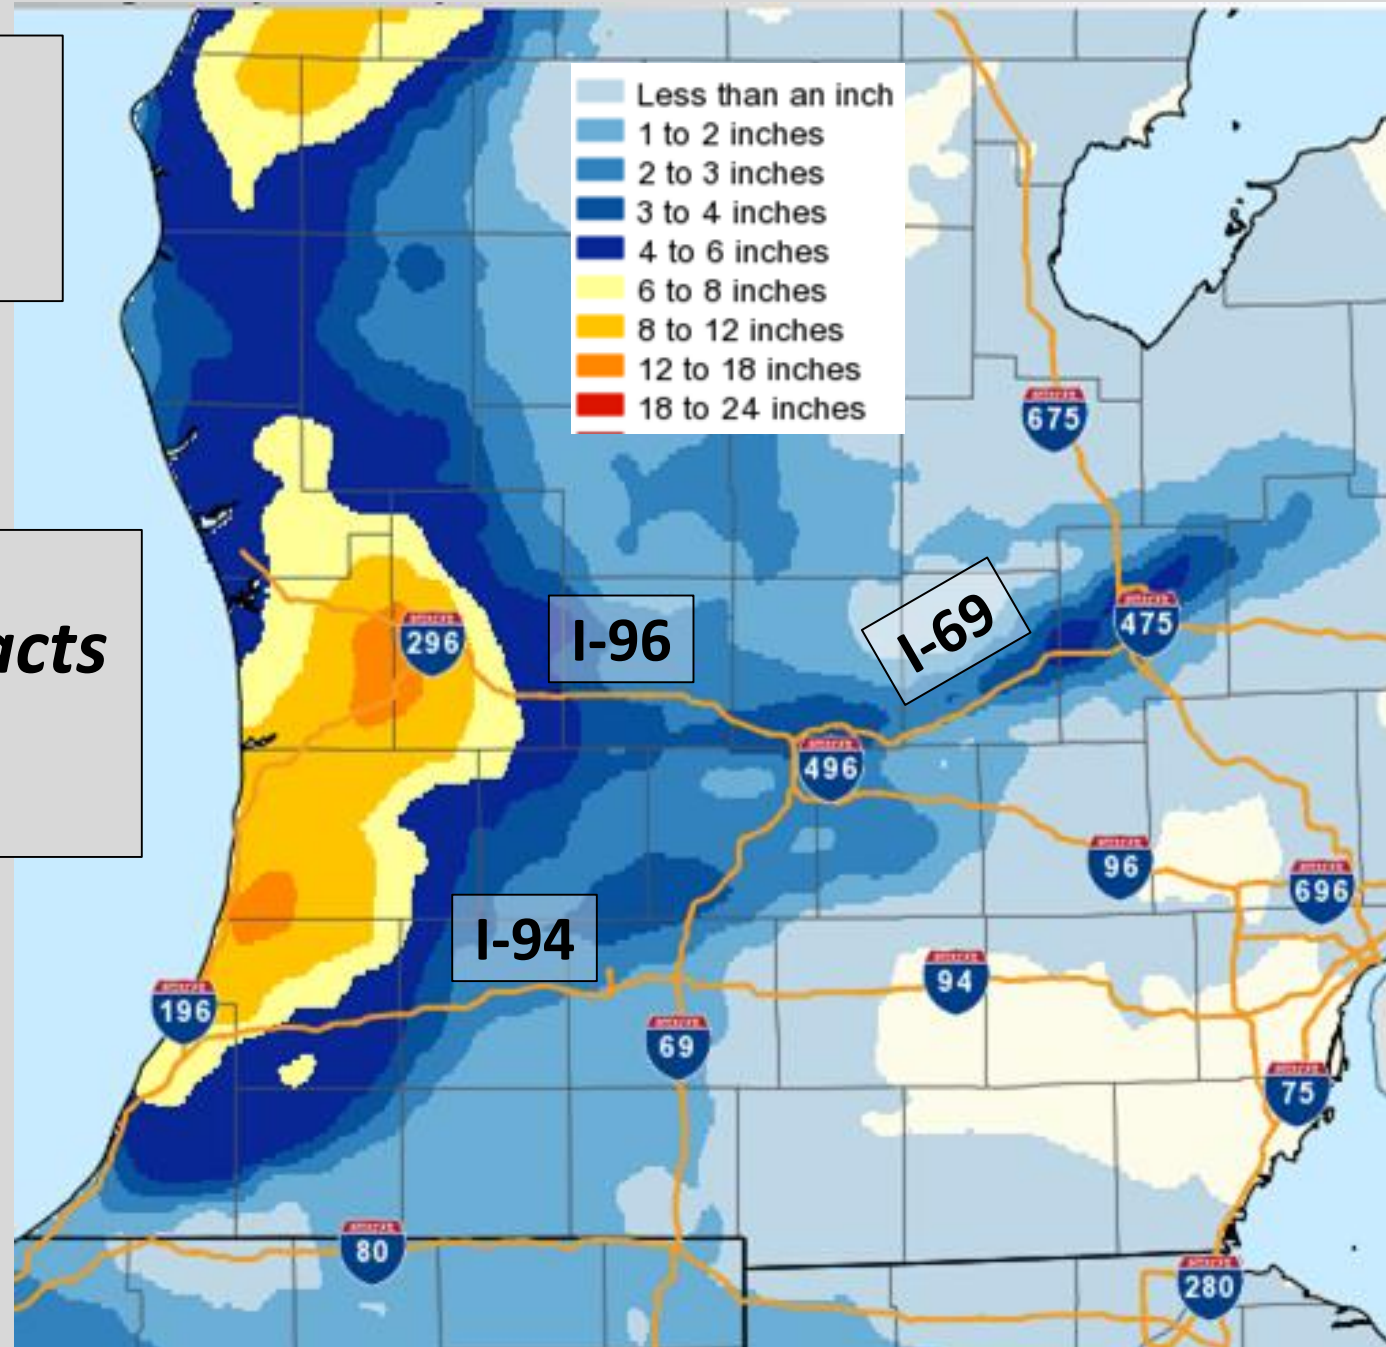 Less than an inch
1 to 2 inches
2 to 3 inches
3 to 4 inches
4 to 6 inches
6 to 8 inches
8 to 12 inches
12 to 18 inches
18 to 24 inches
675
I-69
475
acts
296
I-96
496
96
696
I-94
94
196
69
75
80
280